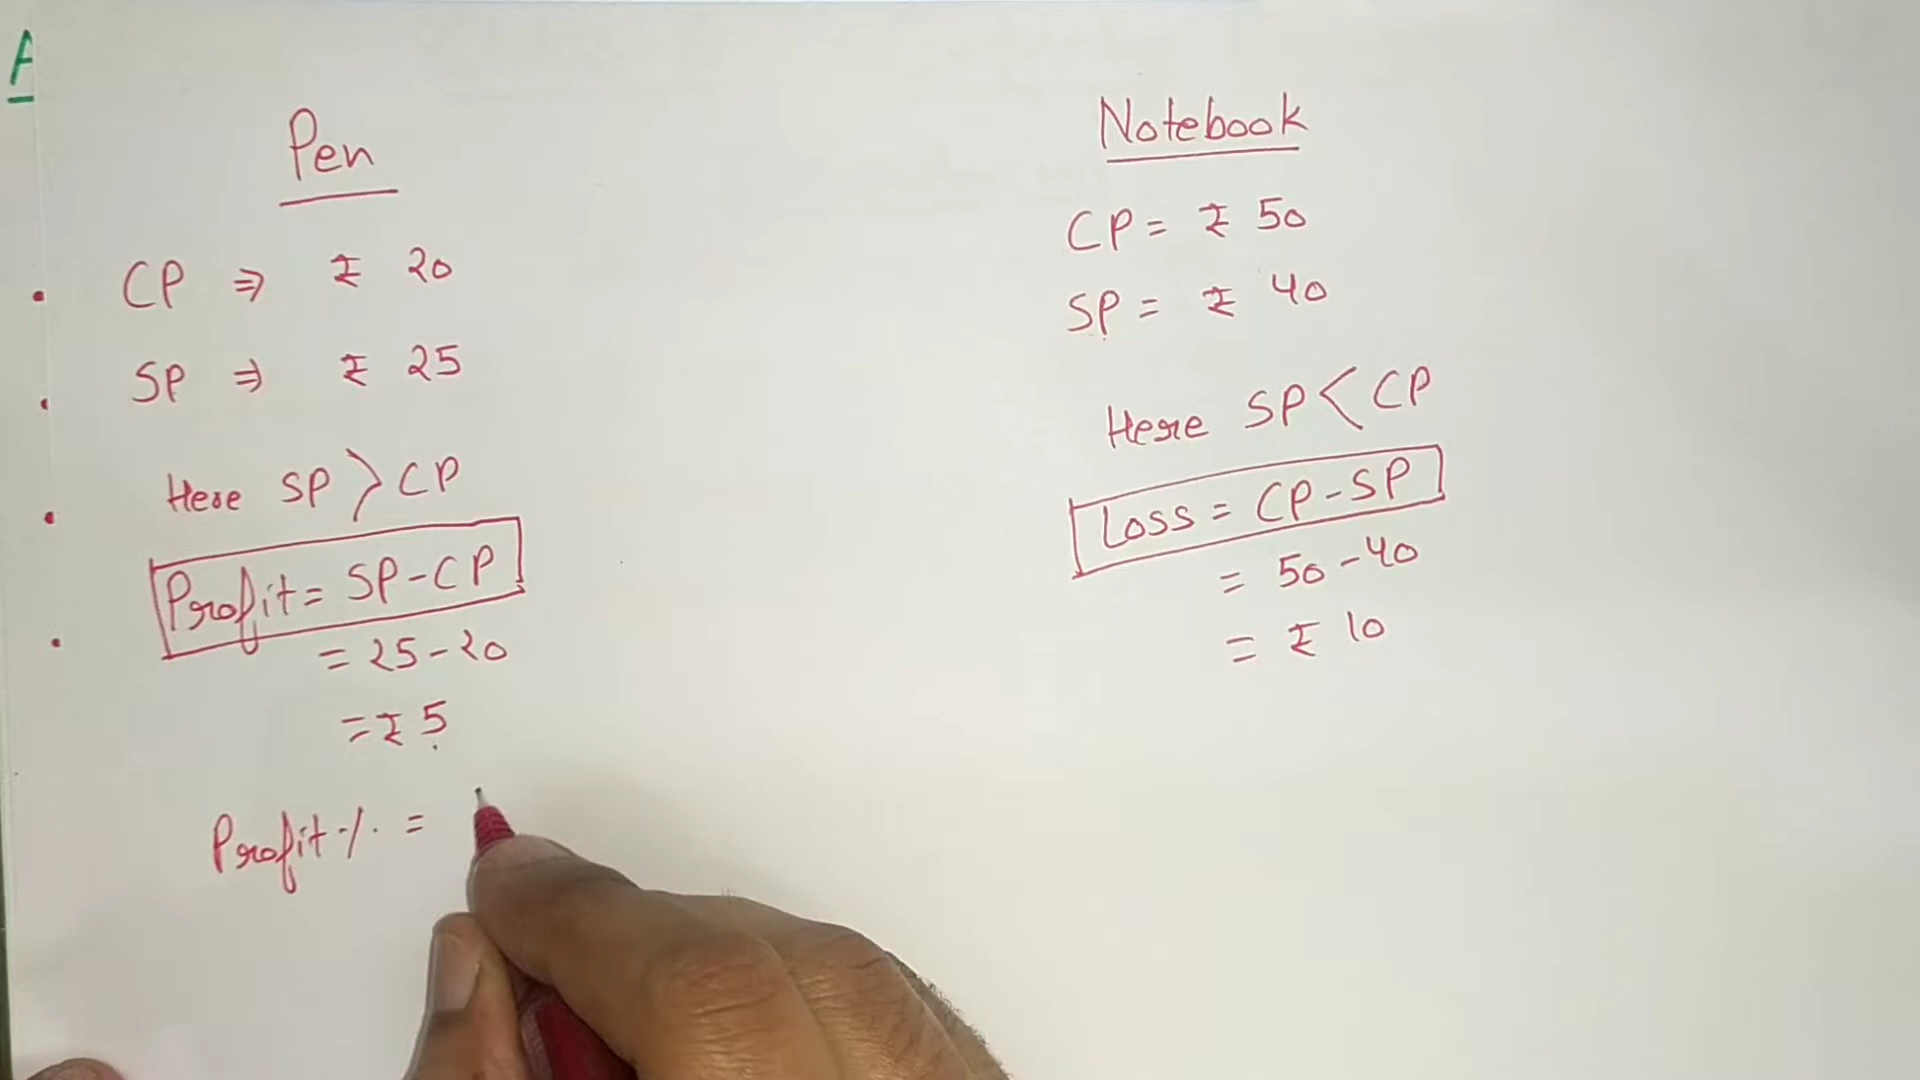 A
Pen
CP ⇒ ₹ 20
SP ⇒ ₹ 25
Here SP > CP
Profit = SP - CP
= 25 - 20
= ₹ 5
Profit % =
Notebook
CP = ₹ 50
SP = ₹ 40
Here SP < CP
Loss = CP - SP
= 50 - 40
= ₹ 10